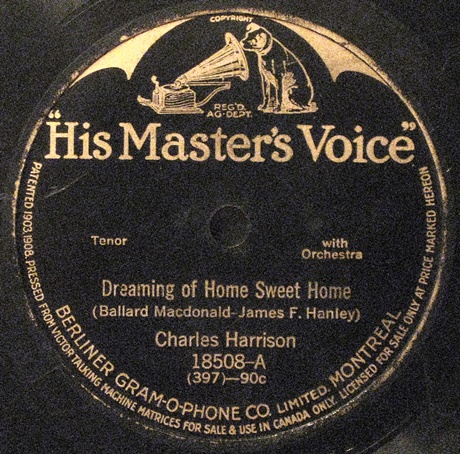 COPYRIGHT
REG'D.
AG·DEPT.
"His Master's Voice"
Tenor
with
Orchestra
Dreaming of Home Sweet Home
(Ballard Macdonald-James F. Hanley)
Charles Harrison
18508-A
(397)—90c
BERLINER GRAM-O-PHONE CO. LIMITED, MONTREAL
PATENTED 1903, 1908. PRESSED FROM VICTOR TALKING MACHINE MATRICES FOR SALE & USE IN CANADA ONLY. LICENSED FOR SALE ONLY AT PRICE MARKED HEREON